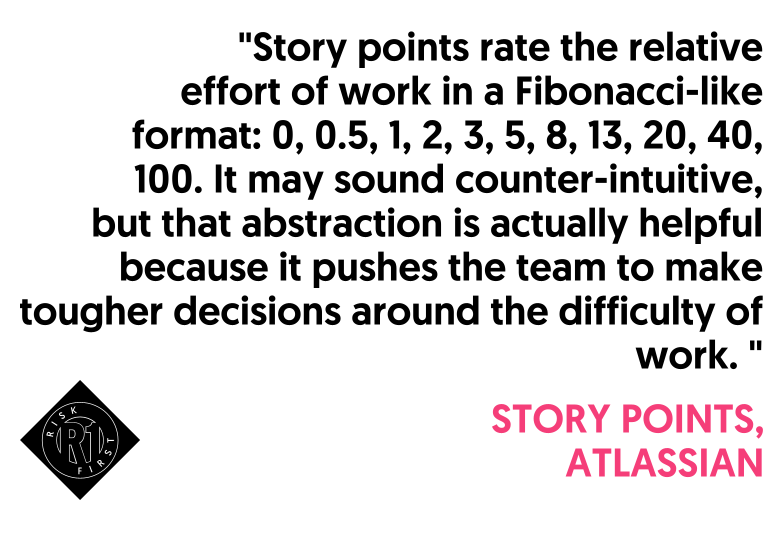 "Story points rate the relative
effort of work in a Fibonacci-like
format: 0, 0.5, 1, 2, 3, 5, 8, 13, 20, 40,
100. It may sound counter-intuitive,
but that abstraction is actually helpful
because it pushes the team to make
tougher decisions around the difficulty of
work. "
STORY POINTS,
ATLASSIAN
RISK
R1
FIRST